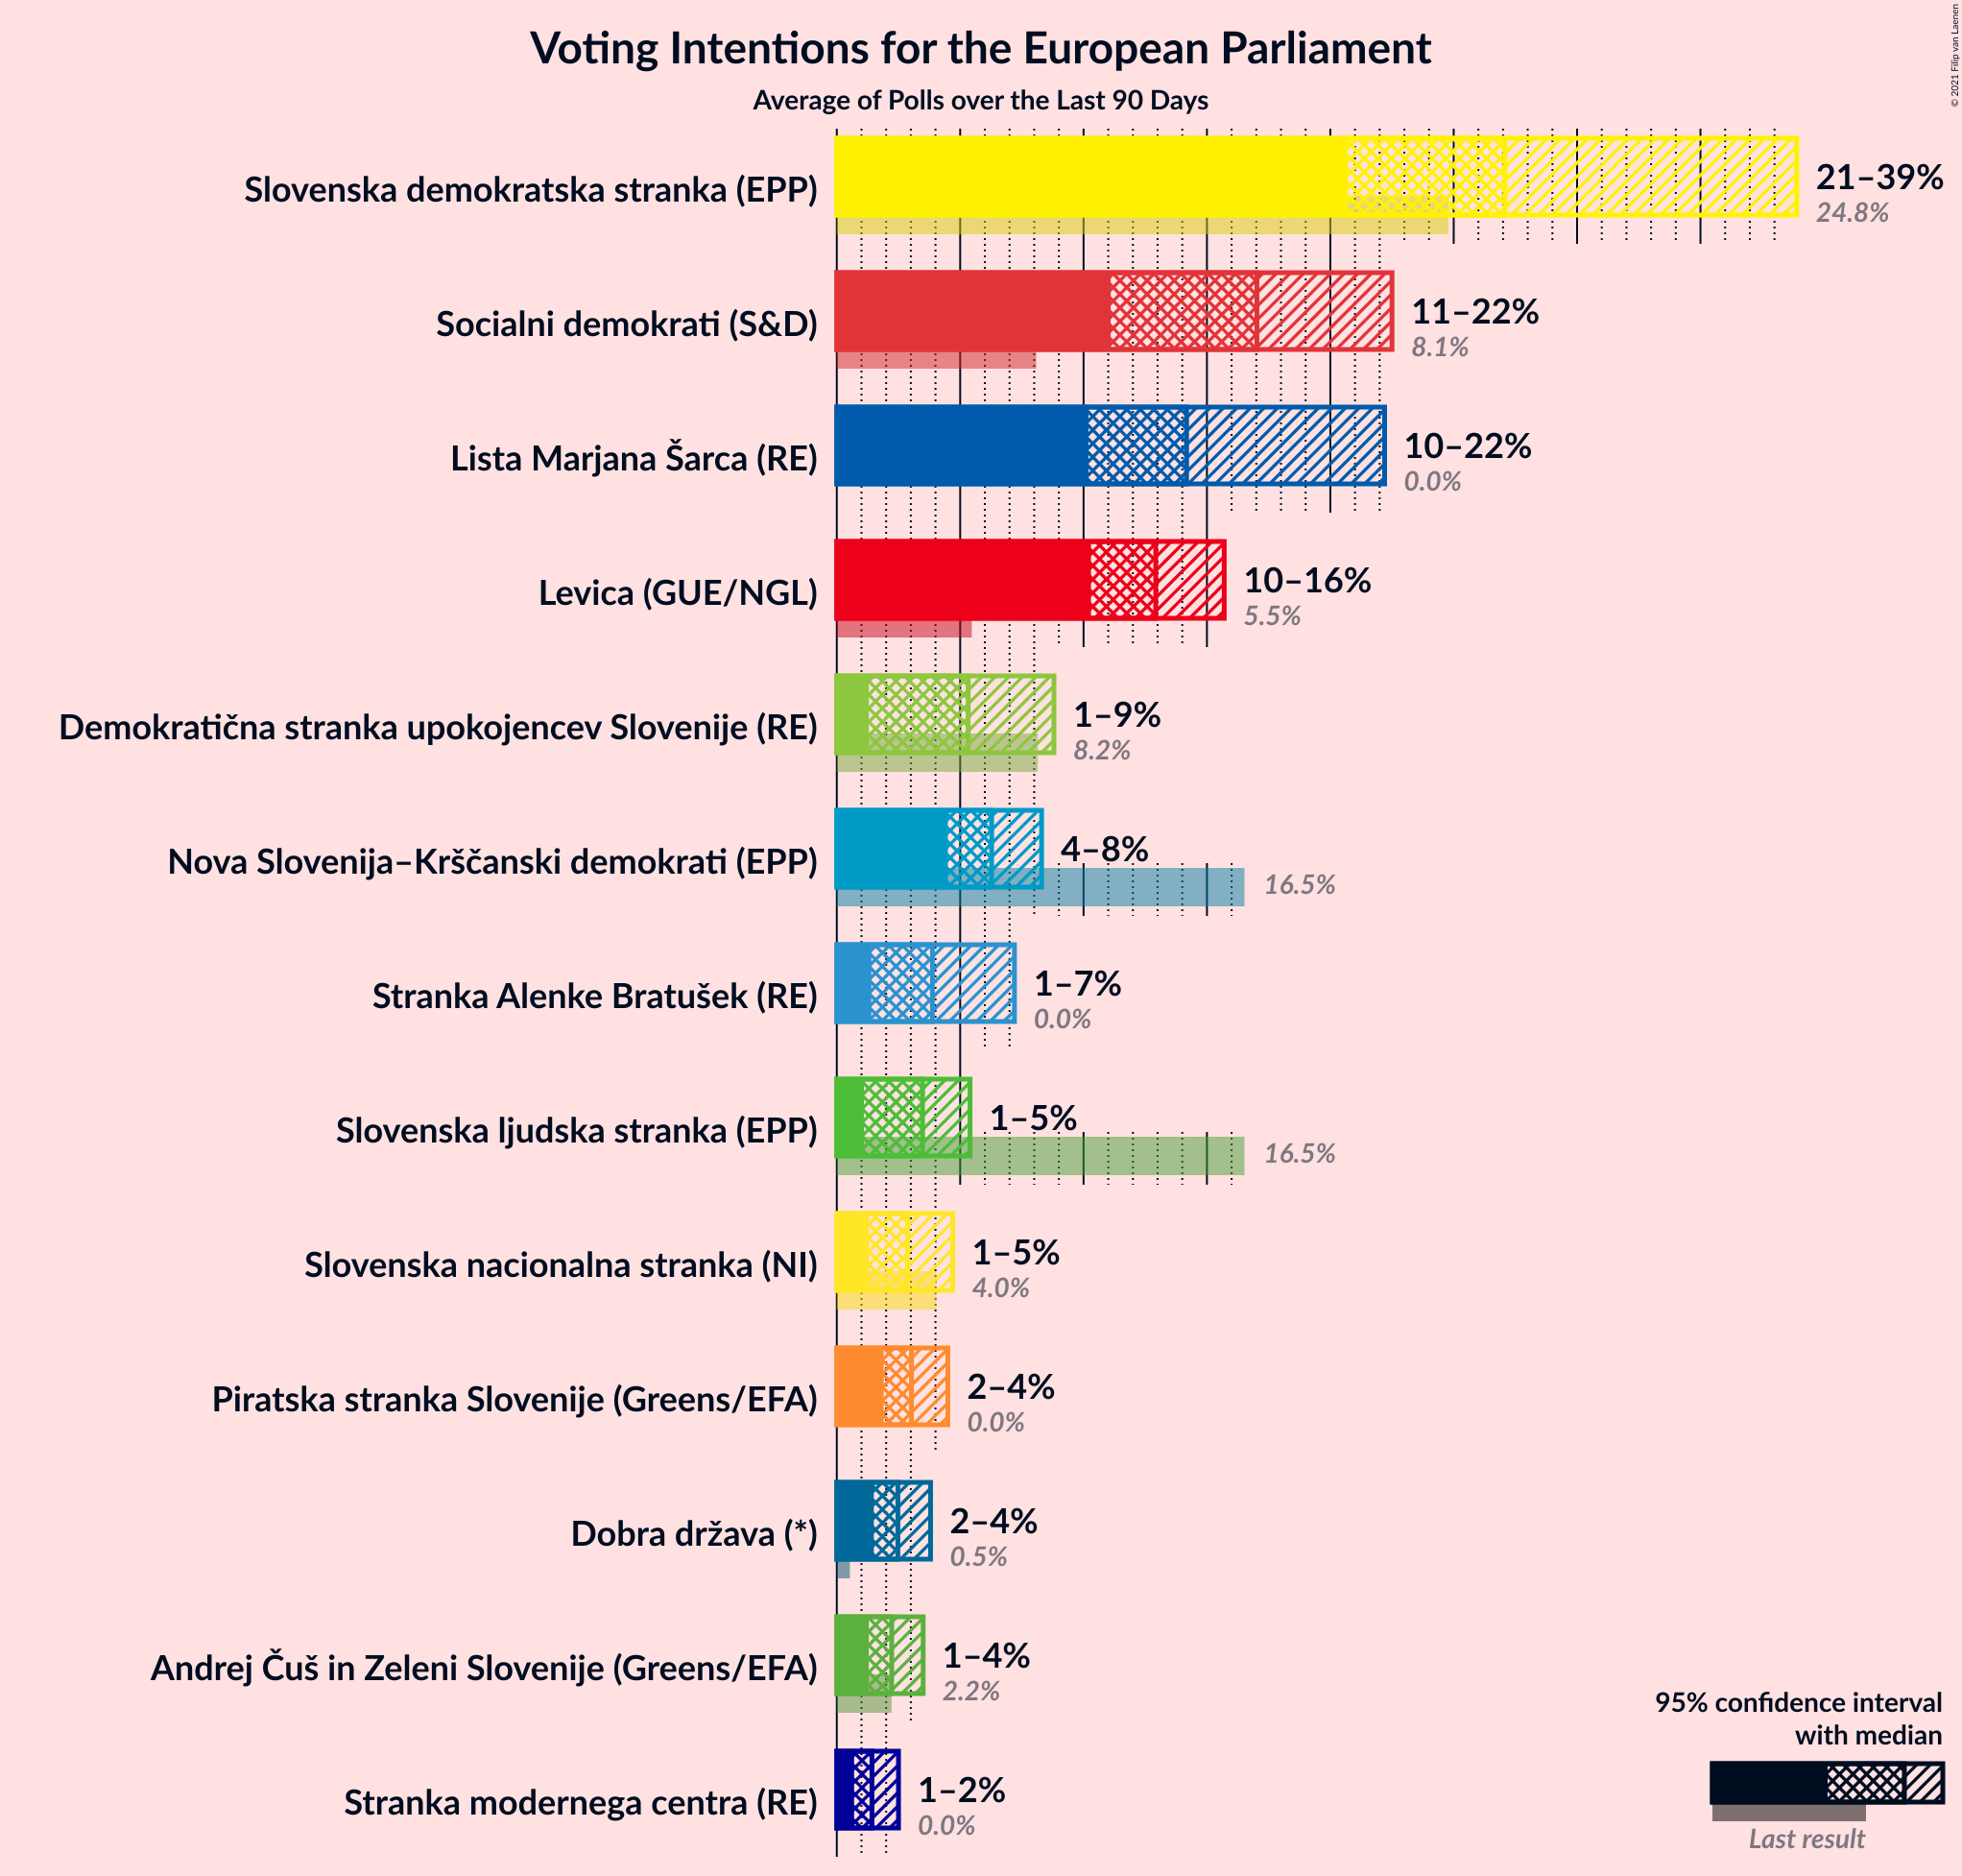 Voting Intentions for the European Parliament
Average of Polls over the Last 90 Days
© 2021 Filip van Laenen
Slovenska demokratska stranka (EPP)
21–39%
24.8%
Socialni demokrati (S&D)
11–22%
8.1%
Lista Marjana Šarca (RE)
10–22%
0.0%
Levica (GUE/NGL)
10–16%
5.5%
Demokratična stranka upokojencev Slovenije (RE)
1–9%
8.2%
Nova Slovenija–Krščanski demokrati (EPP)
4–8%
16.5%
Stranka Alenke Bratušek (RE)
1–7%
0.0%
Slovenska ljudska stranka (EPP)
1–5%
16.5%
Slovenska nacionalna stranka (NI)
1–5%
4.0%
Piratska stranka Slovenije (Greens/EFA)
2–4%
0.0%
Dobra država (*)
2–4%
0.5%
Andrej Čuš in Zeleni Slovenije (Greens/EFA)
1–4%
2.2%
Stranka modernega centra (RE)
1–2%
0.0%
95% confidence interval
with median
Last result